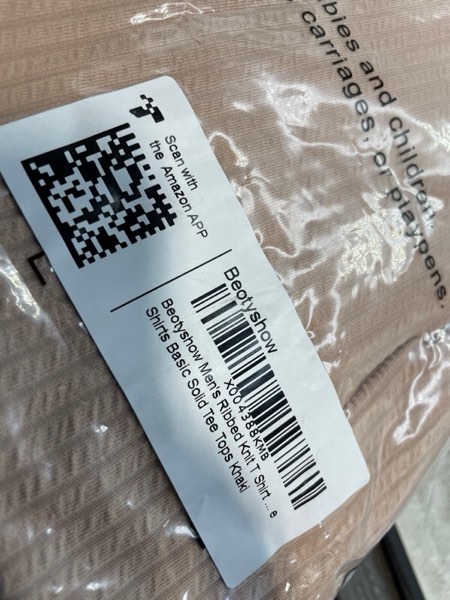 bies and children.
carriages, or playpens.
Scan with
the Amazon APP
Beotyshow
X004388KMB
Beotyshow Men's Ribbed Knit T Shirt ... e
Shirts Basic Solid Tee Tops Khaki
L